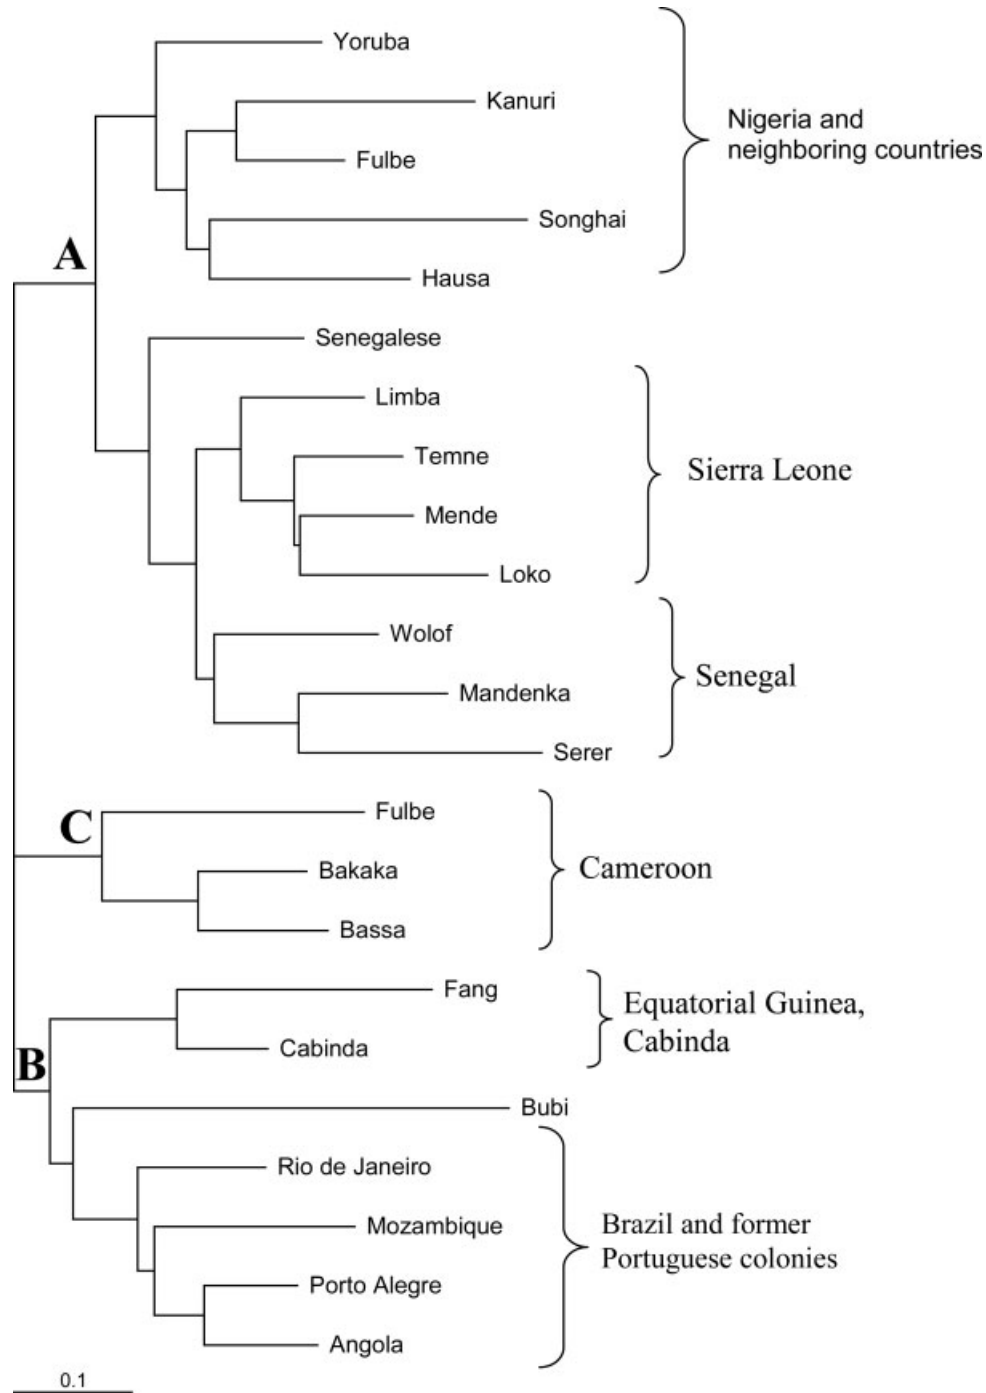 Yoruba
Kanuri
Nigeria and
neighboring countries
Fulbe
Songhai
A
Hausa
Senegalese
Limba
Temne
Sierra Leone
Mende
Loko
Wolof
Senegal
Mandenka
Serer
C
Fulbe
Bakaka
Cameroon
Bassa
Fang
Equatorial Guinea,
Cabinda
Cabinda
B
Bubi
Rio de Janeiro
Mozambique
Brazil and former
Portuguese colonies
Porto Alegre
Angola
0.1